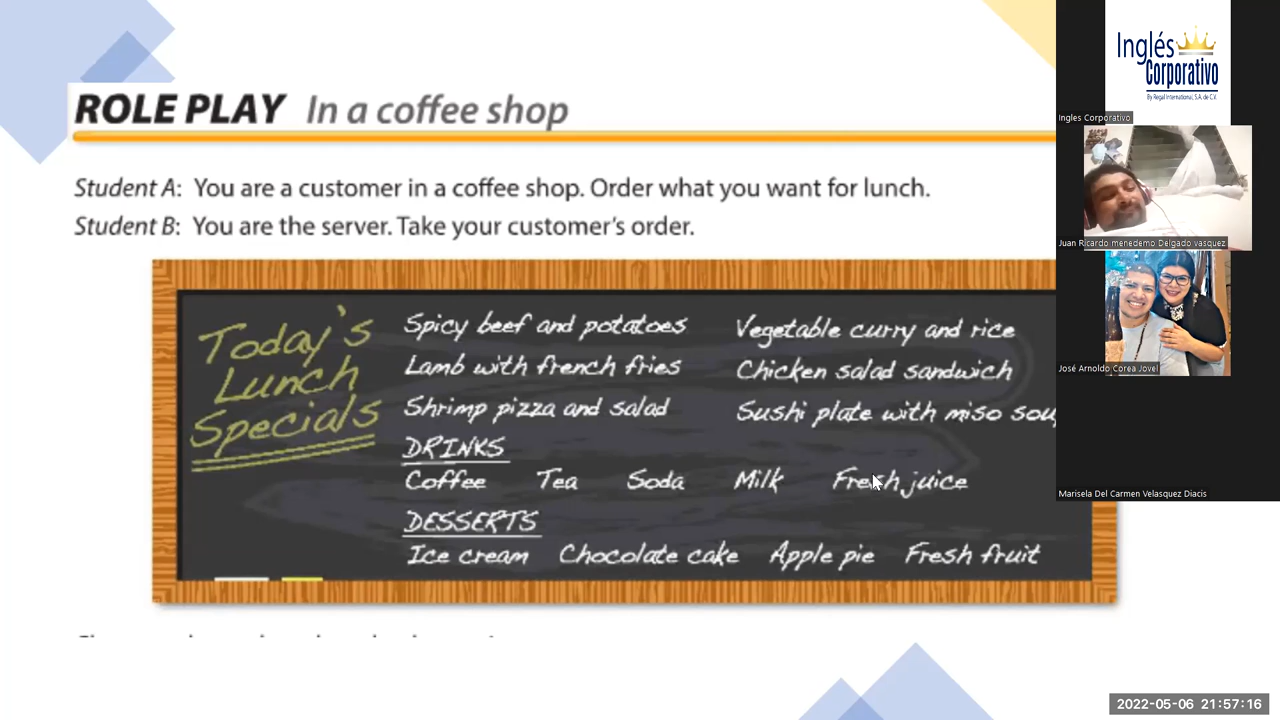 ROLE PLAY In a coffee shop
Student A: You are a customer in a coffee shop. Order what you want for lunch.
Student B: You are the server. Take your customer's order.
Today's
Lunch
Specials
Spicy beef and potatoes
Lamb with french fries
Shrimp pizza and salad
Vegetable curry and rice
Chicken salad sandwich
Sushi plate with miso
DRINKS
Coffee Tea Soda Milk Fresh juice
DESSERTS
Ice cream Chocolate cake Apple pie Fresh fruit
Inglés
Corporativo
By Regal International, S.A. de C.V.
Ingles Corporativo
Juan Ricardo menedemo Delgado vasquez
José Arnoldo Corea Jovel
Marisela Del Carmen Velasquez Diacis
2022-05-06 21:57:16